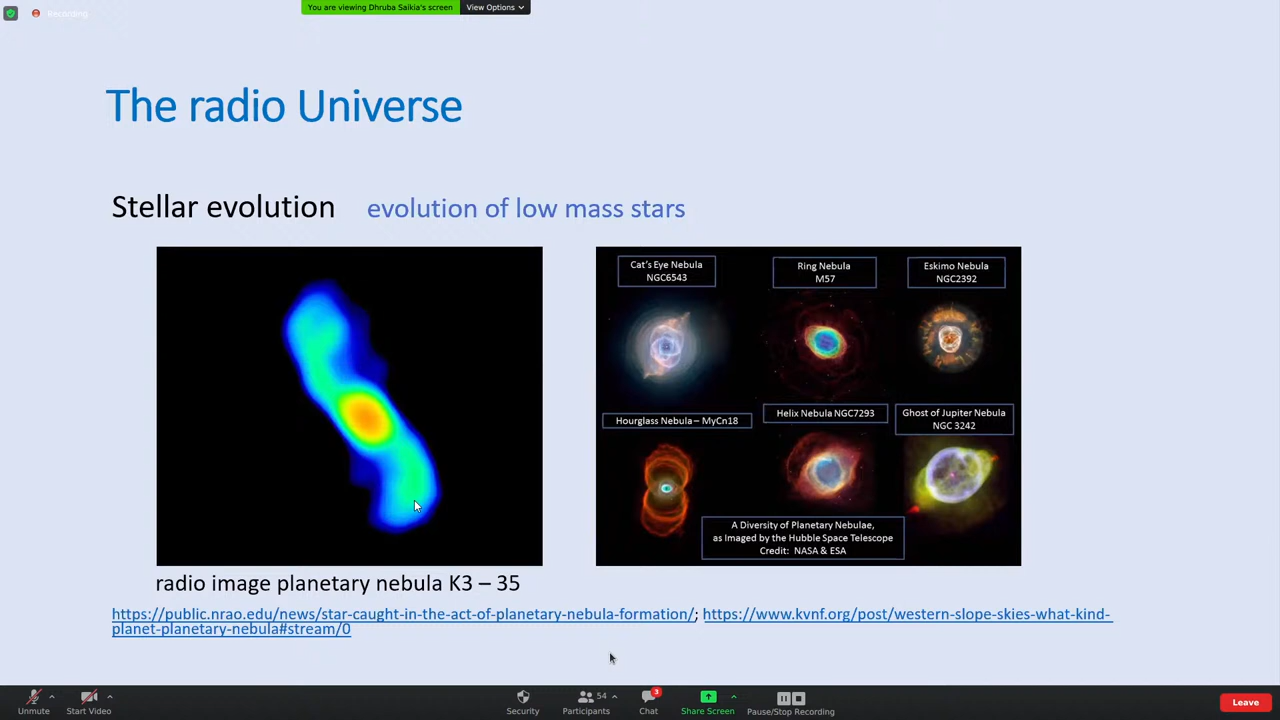 Recording
You are viewing Dhruba Saikia's screen
View Options
The radio Universe
Stellar evolution evolution of low mass stars
Cat's Eye Nebula
NGC6543
Ring Nebula
M57
Eskimo Nebula
NGC2392
Hourglass Nebula – MyCn18
Helix Nebula NGC7293
Ghost of Jupiter Nebula
NGC 3242
A Diversity of Planetary Nebulae,
as Imaged by the Hubble Space Telescope
Credit: NASA & ESA
radio image planetary nebula K3 – 35
https://public.nrao.edu/news/star-caught-in-the-act-of-planetary-nebula-formation/; https://www.kvnf.org/post/western-slope-skies-what-kind-
planet-planetary-nebula#stream/0
Unmute
Start Video
Security
54
Participants
3
Chat
Share Screen
Pause/Stop Recording
Leave